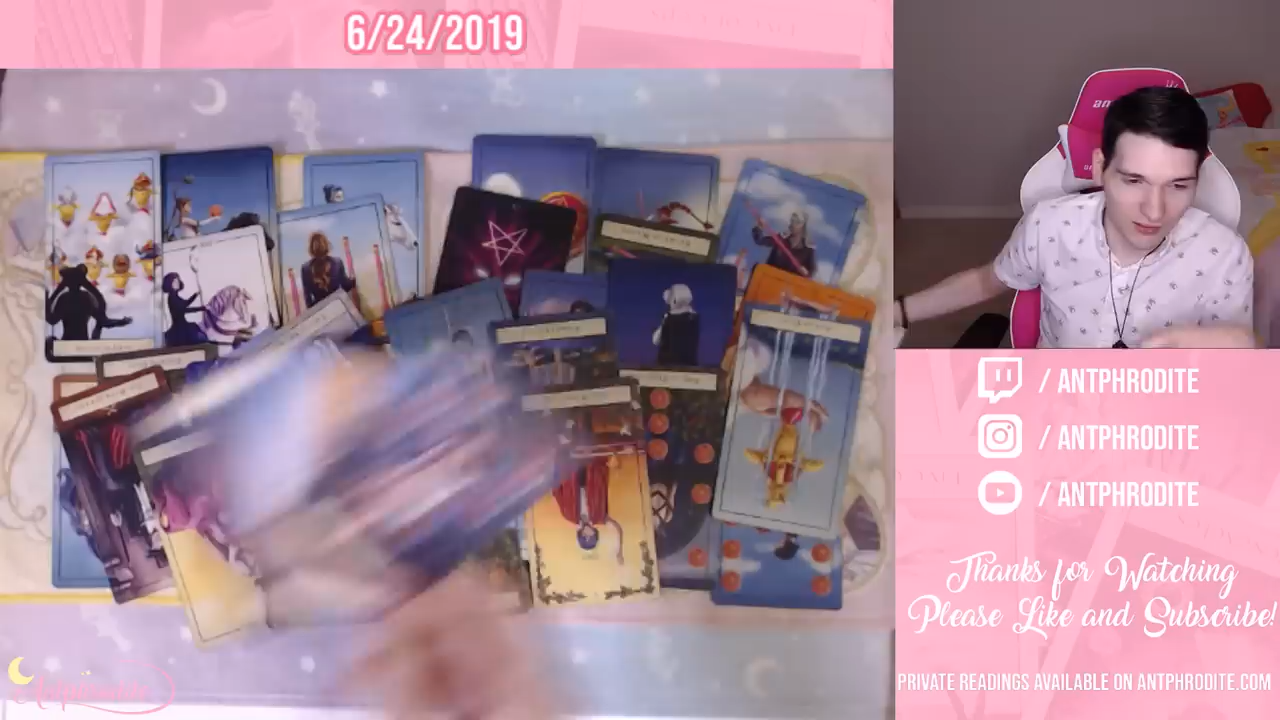 6/24/2019
/ ANTPHRODITE
/ ANTPHRODITE
/ ANTPHRODITE
Thanks for Watching
Please Like and Subscribe!
PRIVATE READINGS AVAILABLE ON ANTPHRODITE.COM
Antphrodite